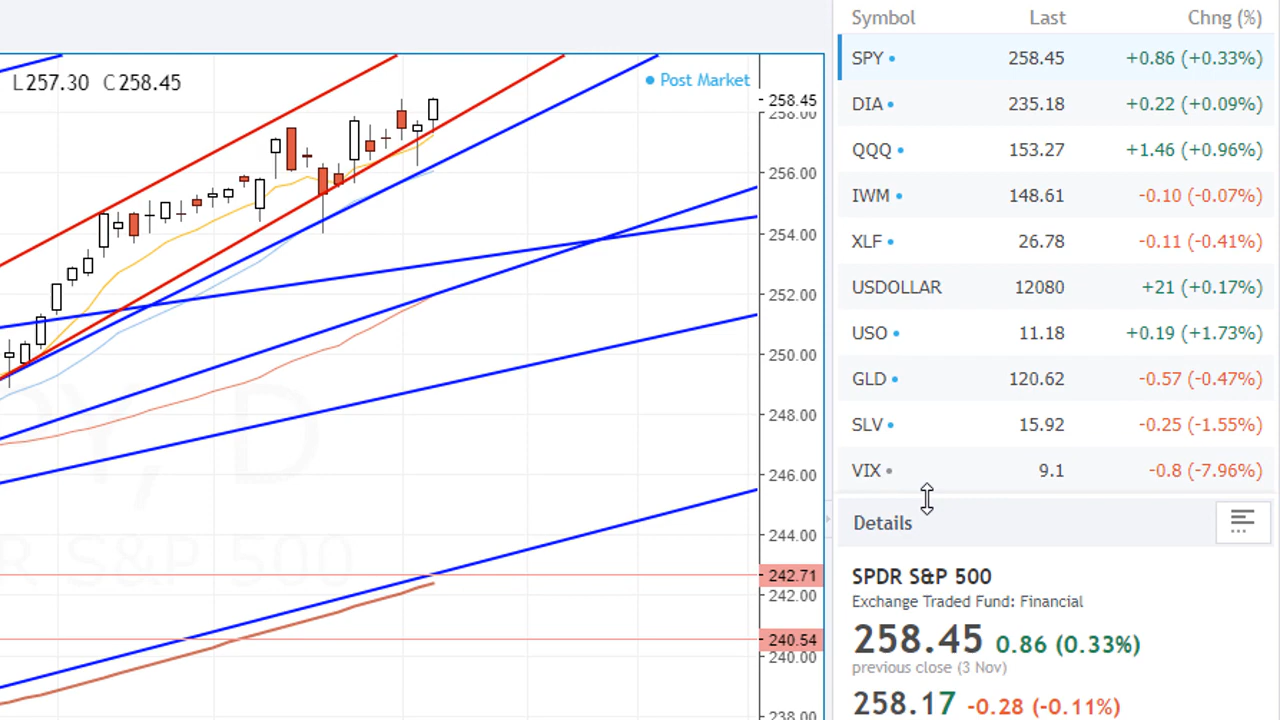 L257.30 C258.45
Post Market
258.45
258.00
256.00
254.00
252.00
250.00
248.00
246.00
244.00
242.71
242.00
240.54
240.00
238.00
Y, D
R S&P 500
Symbol Last Chng (%)
SPY 258.45 +0.86 (+0.33%)
DIA 235.18 +0.22 (+0.09%)
QQQ 153.27 +1.46 (+0.96%)
IWM 148.61 -0.10 (-0.07%)
XLF 26.78 -0.11 (-0.41%)
USDOLLAR 12080 +21 (+0.17%)
USO 11.18 +0.19 (+1.73%)
GLD 120.62 -0.57 (-0.47%)
SLV 15.92 -0.25 (-1.55%)
VIX 9.1 -0.8 (-7.96%)
Details
SPDR S&P 500
Exchange Traded Fund: Financial
258.45 0.86 (0.33%)
previous close (3 Nov)
258.17 -0.28 (-0.11%)